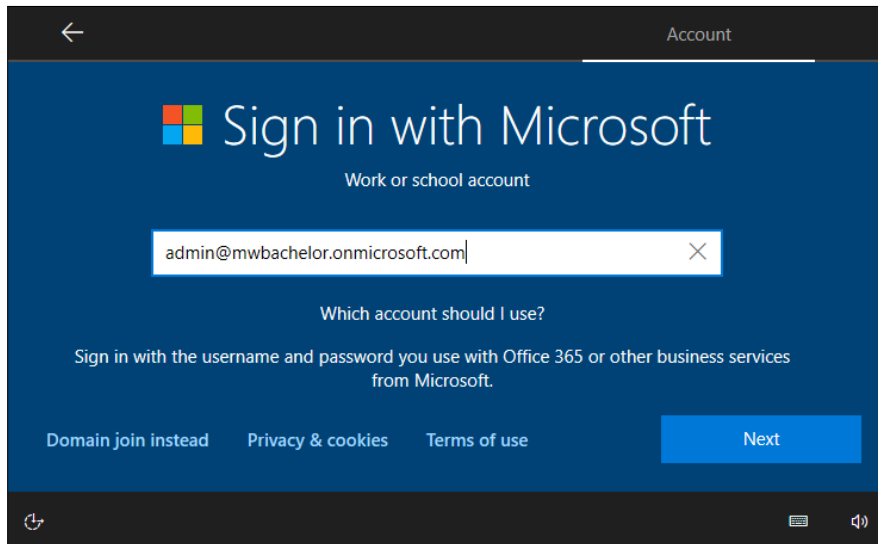 Account
Sign in with Microsoft
Work or school account
admin@mwbachelor.onmicrosoft.com
Which account should I use?
Sign in with the username and password you use with Office 365 or other business services
from Microsoft.
Domain join instead Privacy & cookies Terms of use Next